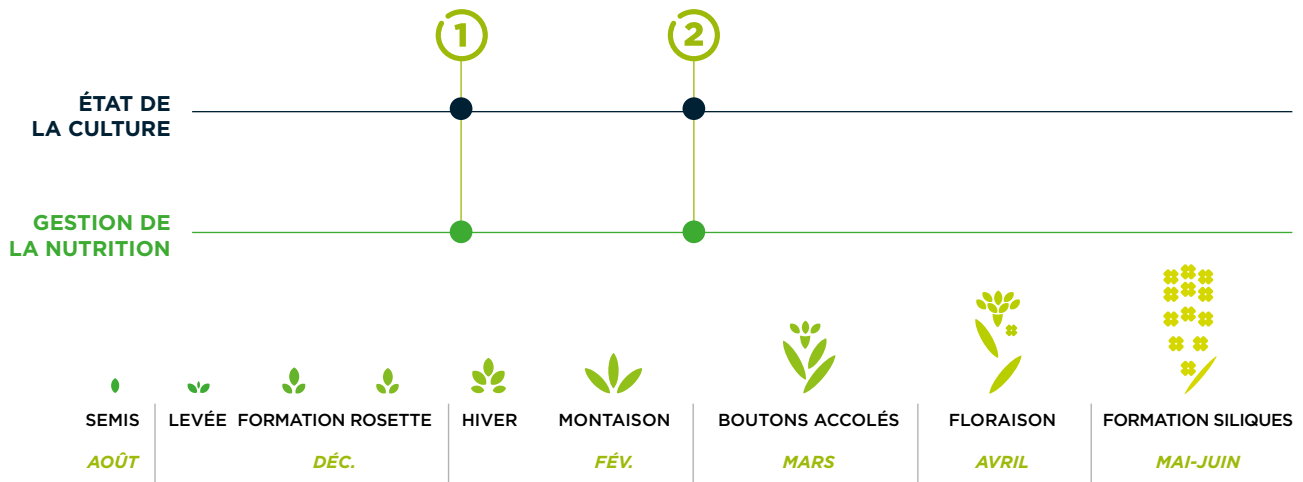 1
2
ÉTAT DE
LA CULTURE
GESTION DE
LA NUTRITION
SEMIS
LEVÉE
FORMATION ROSETTE
HIVER
MONTAISON
BOUTONS ACCOLÉS
FLORAISON
FORMATION SILIQUES
AOÛT
DÉC.
FÉV.
MARS
AVRIL
MAI-JUIN